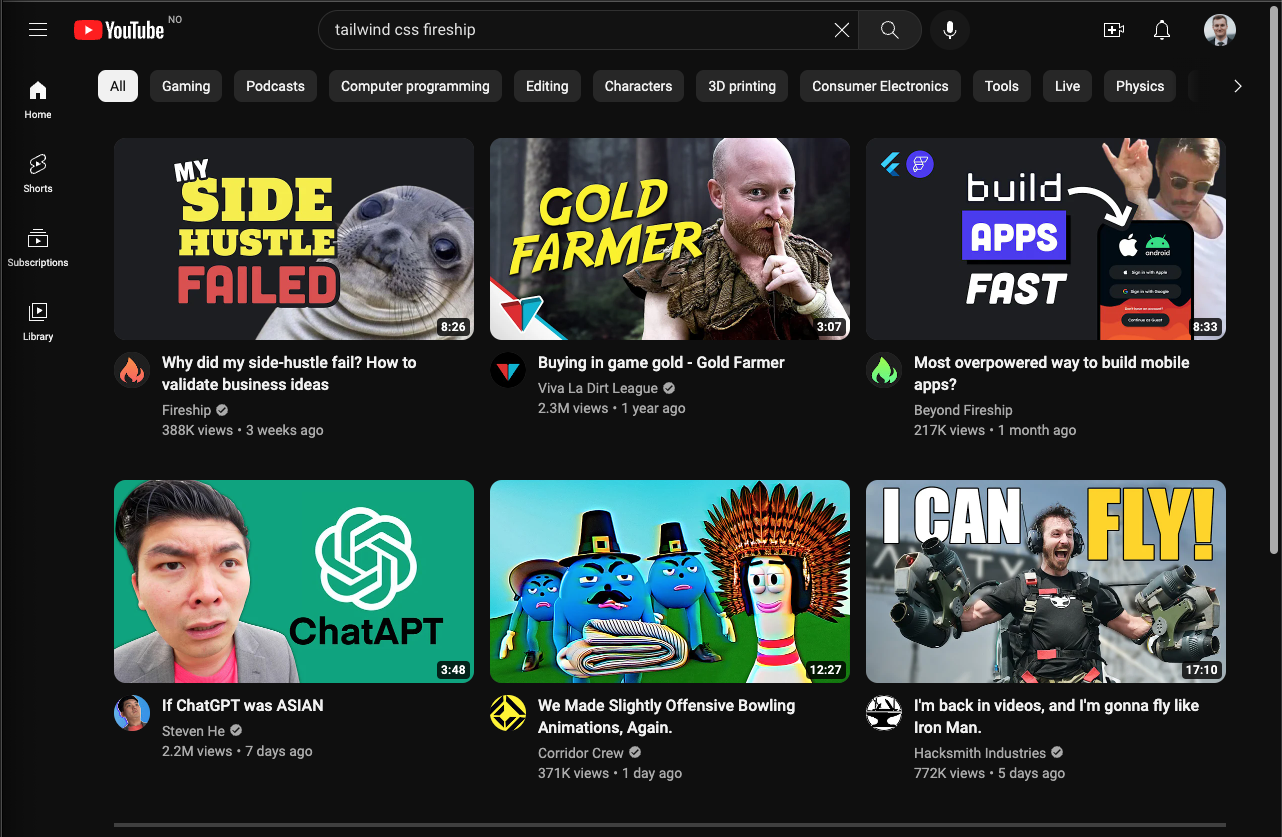 YouTube NO
tailwind css fireship
All Gaming Podcasts Computer programming Editing Characters 3D printing Consumer Electronics Tools Live Physics
Home
Shorts
Subscriptions
Library
MY
SIDE
HUSTLE
FAILED
8:26
GOLD
FARMER
3:07
build
APPS
FAST
android
Sign in with Apple
G Sign in with Google
Don't have an account?
Continue as Guest
8:33
Why did my side-hustle fail? How to
validate business ideas
Fireship
388K views • 3 weeks ago
Buying in game gold - Gold Farmer
Viva La Dirt League
2.3M views • 1 year ago
Most overpowered way to build mobile
apps?
Beyond Fireship
217K views • 1 month ago
ChatAPT
3:48
12:27
I CAN FLY!
17:10
If ChatGPT was ASIAN
Steven He
2.2M views • 7 days ago
We Made Slightly Offensive Bowling
Animations, Again.
Corridor Crew
371K views • 1 day ago
I'm back in videos, and I'm gonna fly like
Iron Man.
Hacksmith Industries
772K views • 5 days ago